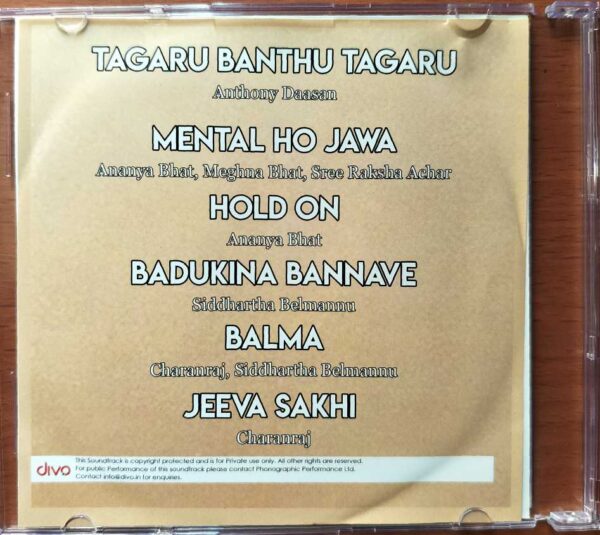 TAGARU BANTHU TAGARU
Anthony Daasan
MENTAL HO JAWA
Ananya Bhat, Meghna Bhat, Sree Raksha Achar
HOLD ON
Ananya Bhat
BADUKINA BANNAVE
Siddhartha Belmannu
BALMA
Charanraj, Siddhartha Belmannu
JEEVA SAKHI
Charanraj
divo
This Soundtrack is copyright protected and is for Private use only. All other rights are reserved.
For public Performance of this soundtrack please contact Phonographic Performance Ltd.
Contact info@divo.in for enquiries.